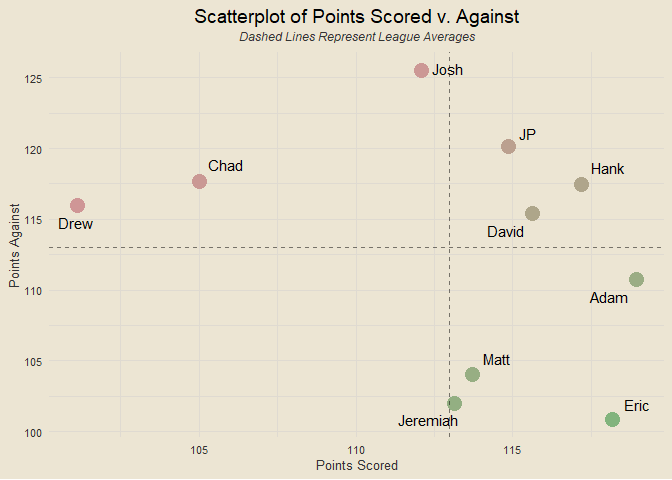 Scatterplot of Points Scored v. Against
Dashed Lines Represent League Averages
125
Josh
120
JP
Chad
Hank
Drew
115
David
Points Against
110
Adam
105
Matt
Eric
Jeremiah
100
105
110
115
Points Scored